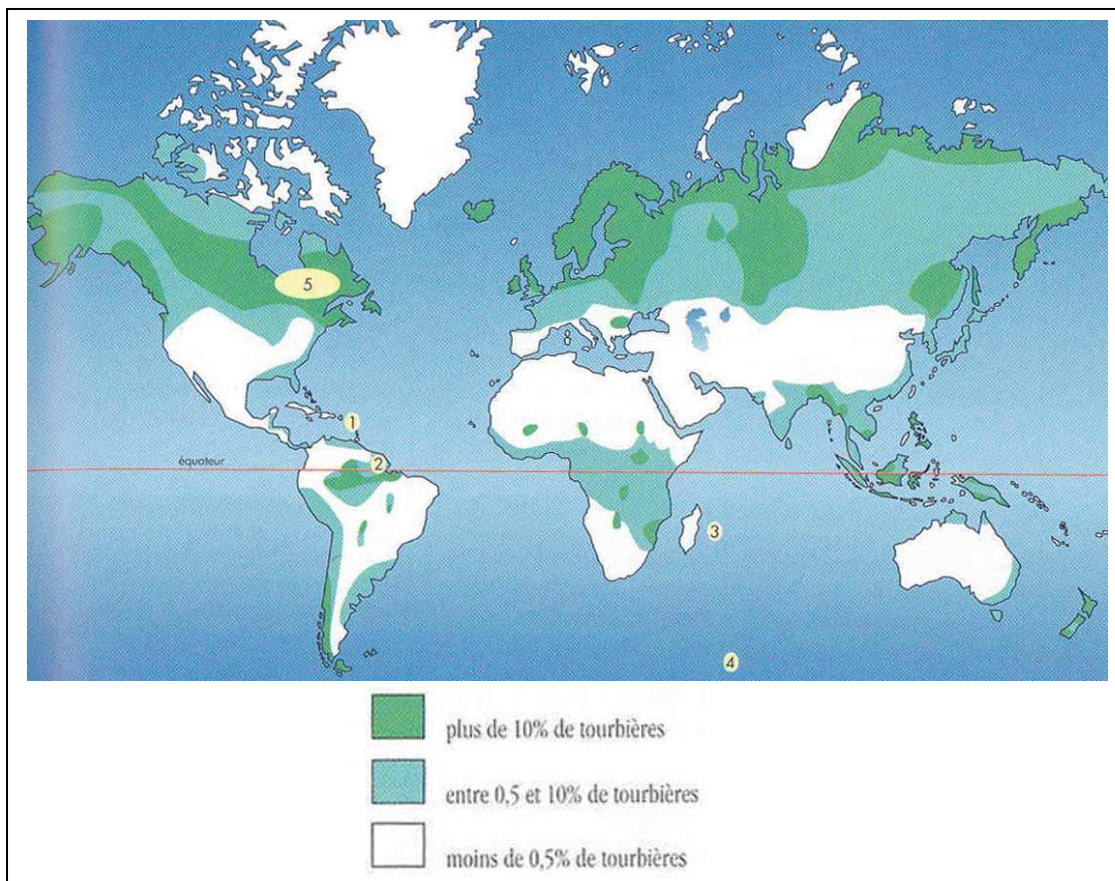 5
1
équateur
2
3
4
plus de 10% de tourbières
entre 0,5 et 10% de tourbières
moins de 0,5% de tourbières